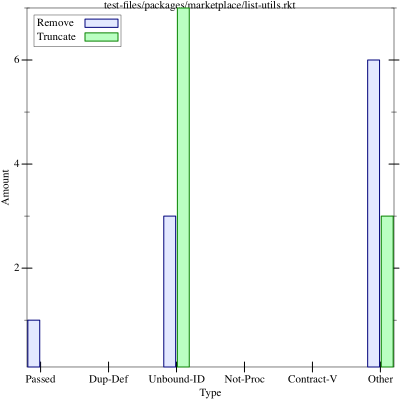 test-files/packages/marketplace/list-utils.rkt
Remove
Truncate
6
4
2
Amount
Passed Dup-Def Unbound-ID Not-Proc Contract-V Other
Type